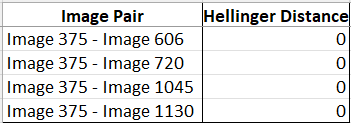 Image Pair Hellinger Distance
Image 375 - Image 606 0
Image 375 - Image 720 0
Image 375 - Image 1045 0
Image 375 - Image 1130 0